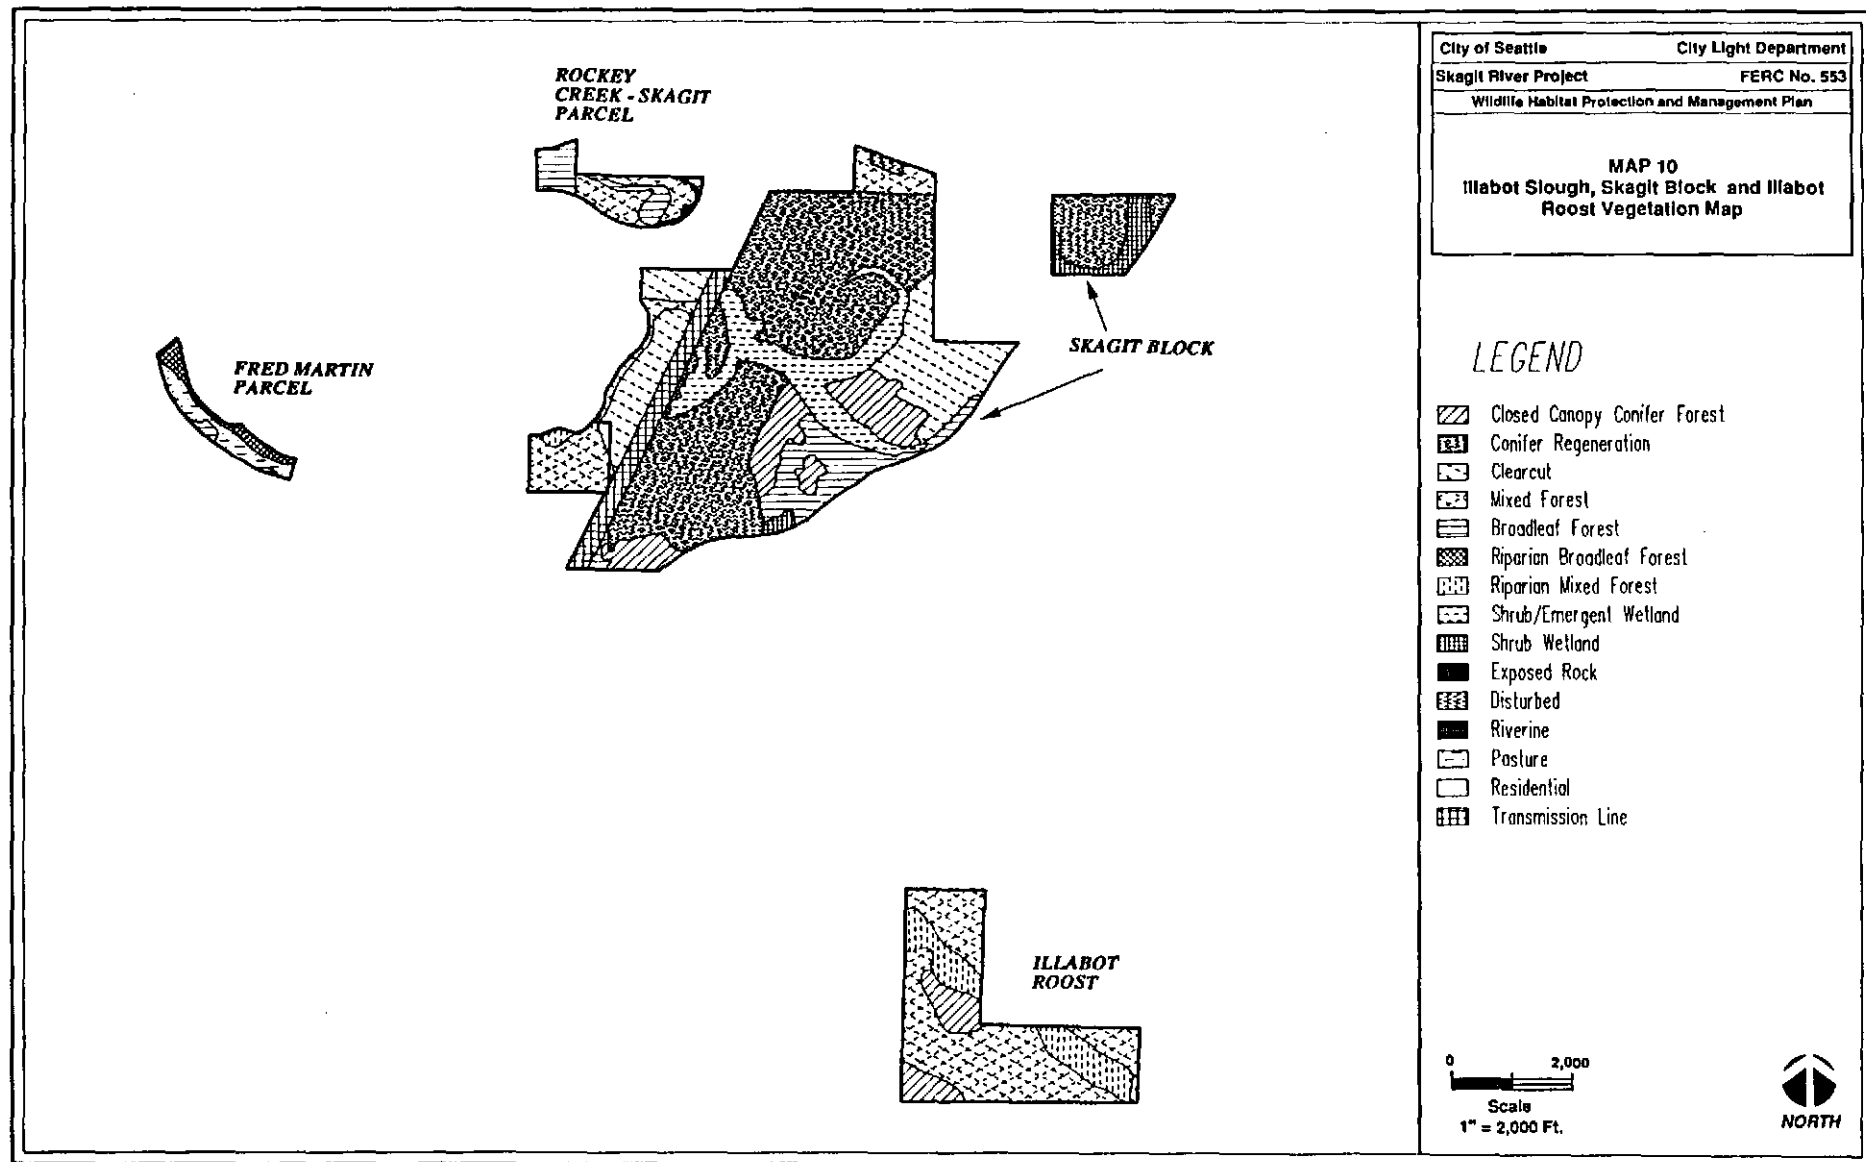 ROCKEY
CREEK - SKAGIT
PARCEL
FRED MARTIN
PARCEL
SKAGIT BLOCK
ILLABOT
ROOST
City of Seattle City Light Department
Skagit River Project FERC No. 553
Wildlife Habitat Protection and Management Plan
MAP 10
Illabot Slough, Skagit Block and Illabot
Roost Vegetation Map
LEGEND
Closed Canopy Conifer Forest
Conifer Regeneration
Clearcut
Mixed Forest
Broadleaf Forest
Riparian Broadleaf Forest
Riparian Mixed Forest
Shrub/Emergent Wetland
Shrub Wetland
Exposed Rock
Disturbed
Riverine
Pasture
Residential
Transmission Line
0 2,000
Scale
1" = 2,000 Ft.
NORTH